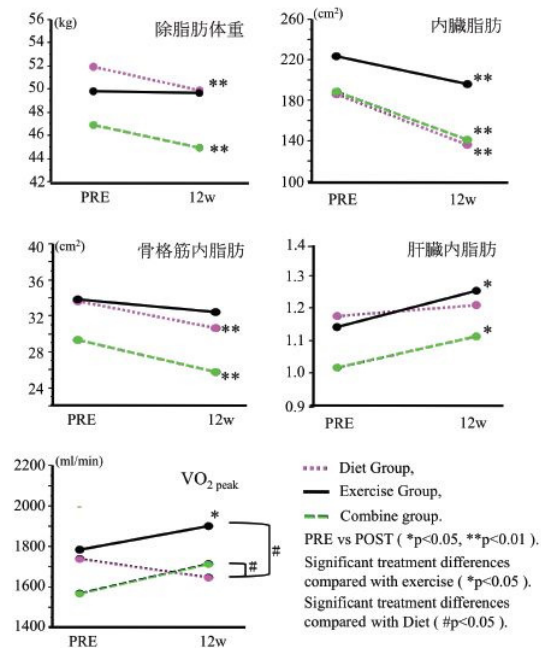 (kg)
除脂肪体重
56
54
52
50
48
46
44
42
**
**
PRE
12w
(cm²)
内臓脂肪
260
220
180
140
100
**
**
**
PRE
12w
(cm²)
骨格筋内脂肪
40
36
32
28
24
**
**
PRE
12w
肝臓内脂肪
1.4
1.3
1.2
1.1
1.0
0.9
*
*
PRE
12w
(ml/min)
VO2 peak
2200
2000
1800
1600
1400
*
#
#
PRE
12w
Diet Group,
Exercise Group,
Combine group.
PRE vs POST ( *p<0.05, **p<0.01 ).
Significant treatment differences
compared with exercise ( *p<0.05 ).
Significant treatment differences
compared with Diet ( #p<0.05 ).